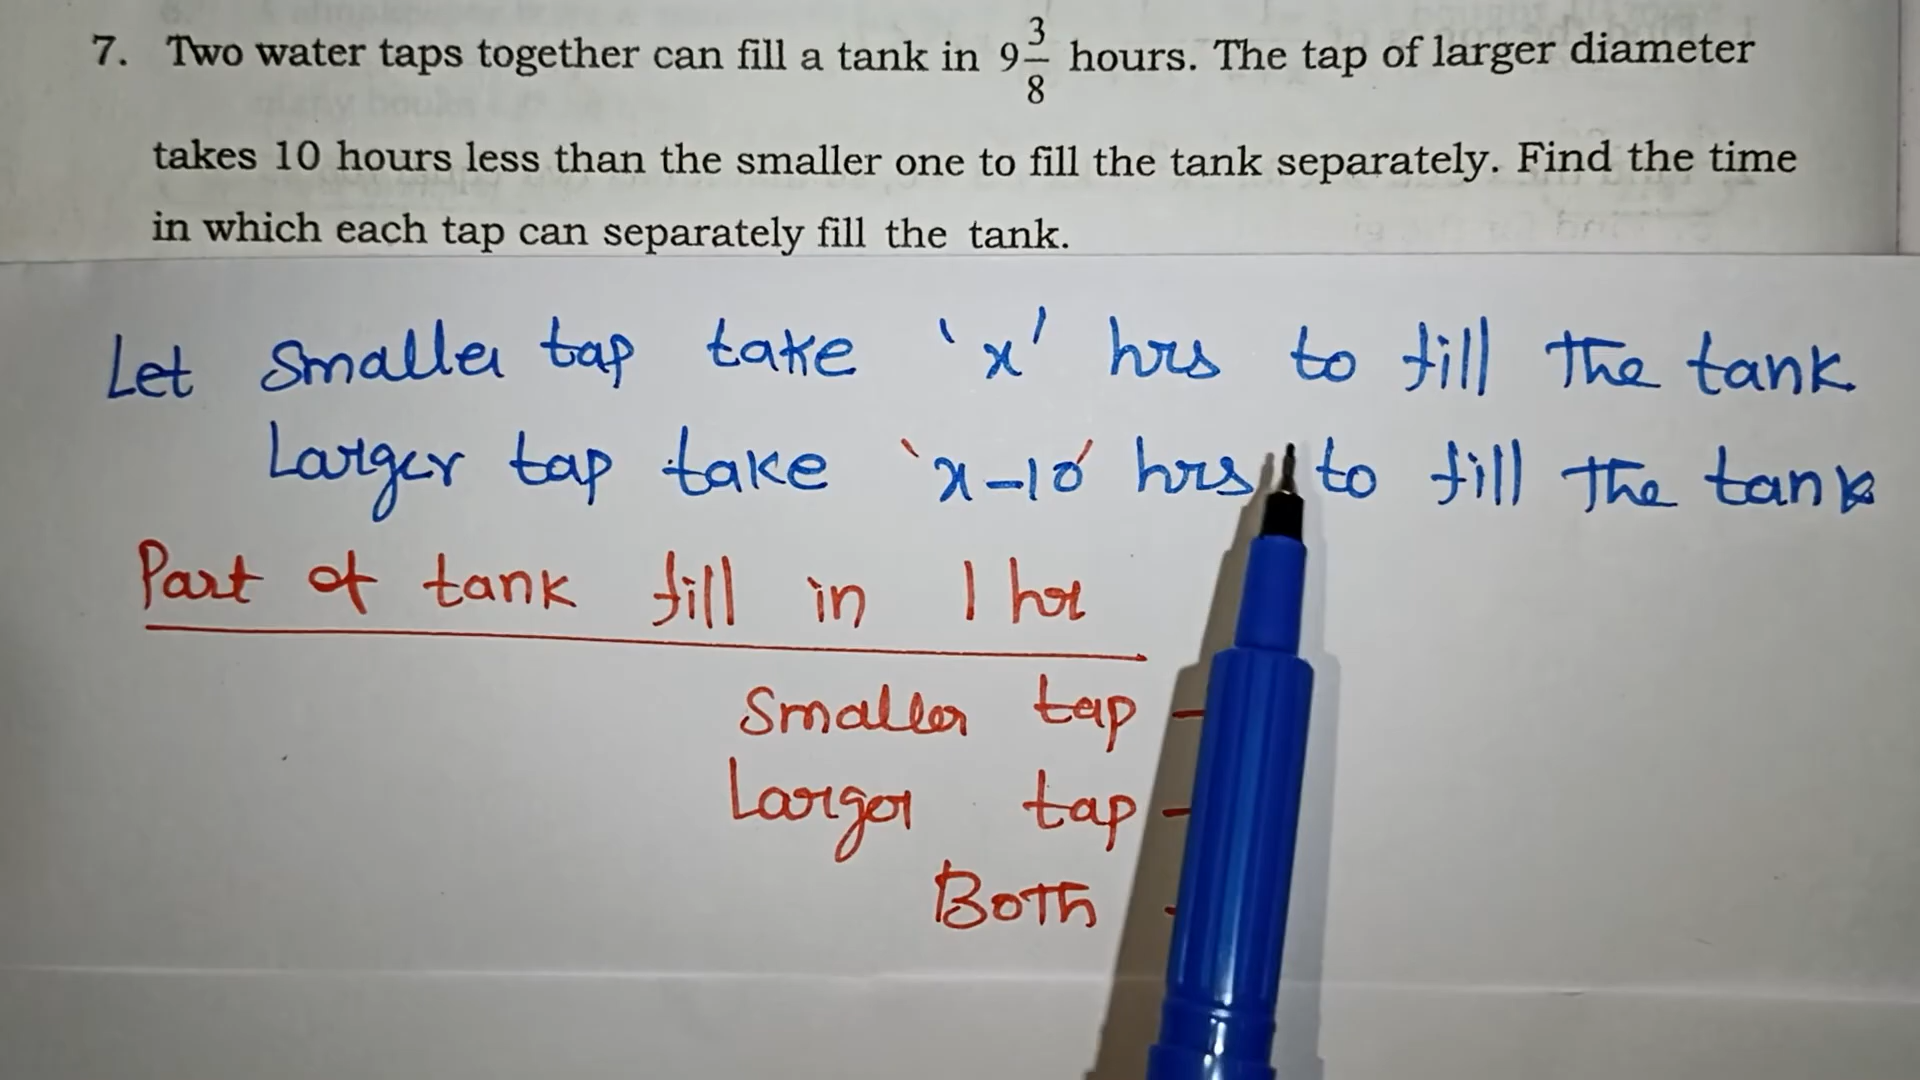 7. Two water taps together can fill a tank in 9 3/8 hours. The tap of larger diameter
takes 10 hours less than the smaller one to fill the tank separately. Find the time
in which each tap can separately fill the tank.
Let Smaller tap take 'x' hrs to fill the tank.
Larger tap take 'x-10' hrs to fill the tank
Part of tank fill in 1 hr
Smaller tap -
Larger tap -
Both -